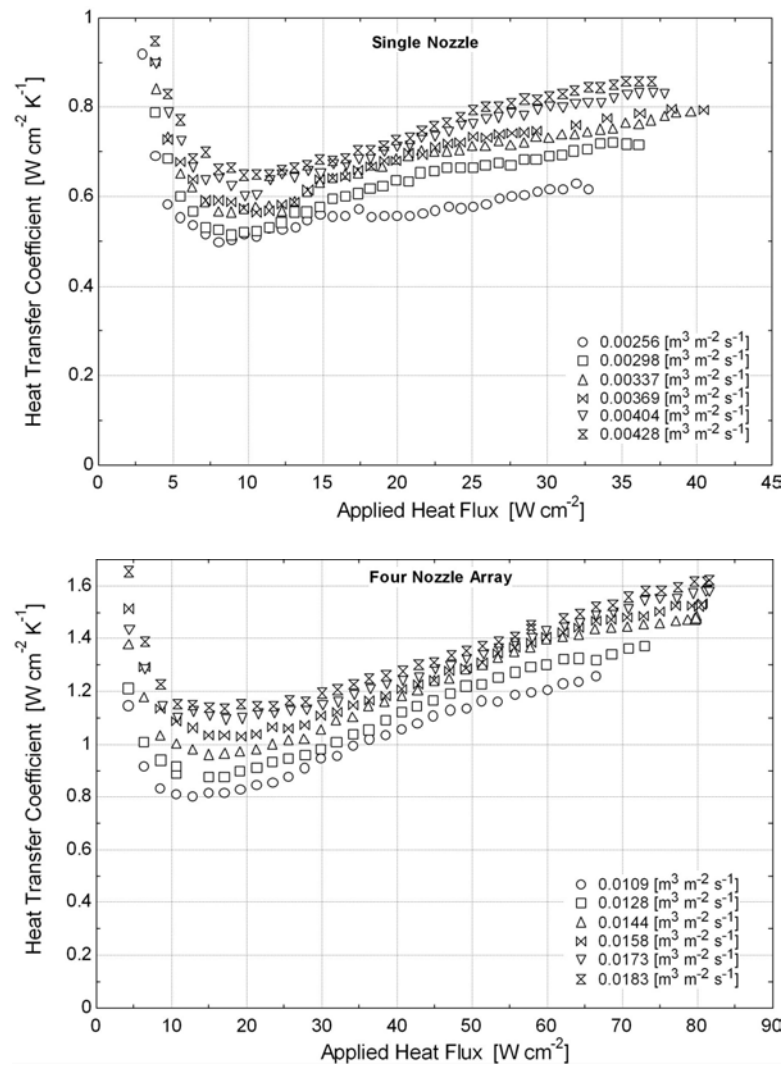 Single Nozzle
Heat Transfer Coefficient [W cm⁻² K⁻¹]
1
0.8
0.6
0.4
0.2
0
0.00256 [m³ m⁻² s⁻¹]
0.00298 [m³ m⁻² s⁻¹]
0.00337 [m³ m⁻² s⁻¹]
0.00369 [m³ m⁻² s⁻¹]
0.00404 [m³ m⁻² s⁻¹]
0.00428 [m³ m⁻² s⁻¹]
0 5 10 15 20 25 30 35 40 45
Applied Heat Flux [W cm⁻²]
Four Nozzle Array
Heat Transfer Coefficient [W cm⁻² K⁻¹]
1.6
1.4
1.2
1
0.8
0.6
0.4
0.2
0
0.0109 [m³ m⁻² s⁻¹]
0.0128 [m³ m⁻² s⁻¹]
0.0144 [m³ m⁻² s⁻¹]
0.0158 [m³ m⁻² s⁻¹]
0.0173 [m³ m⁻² s⁻¹]
0.0183 [m³ m⁻² s⁻¹]
0 10 20 30 40 50 60 70 80 90
Applied Heat Flux [W cm⁻²]